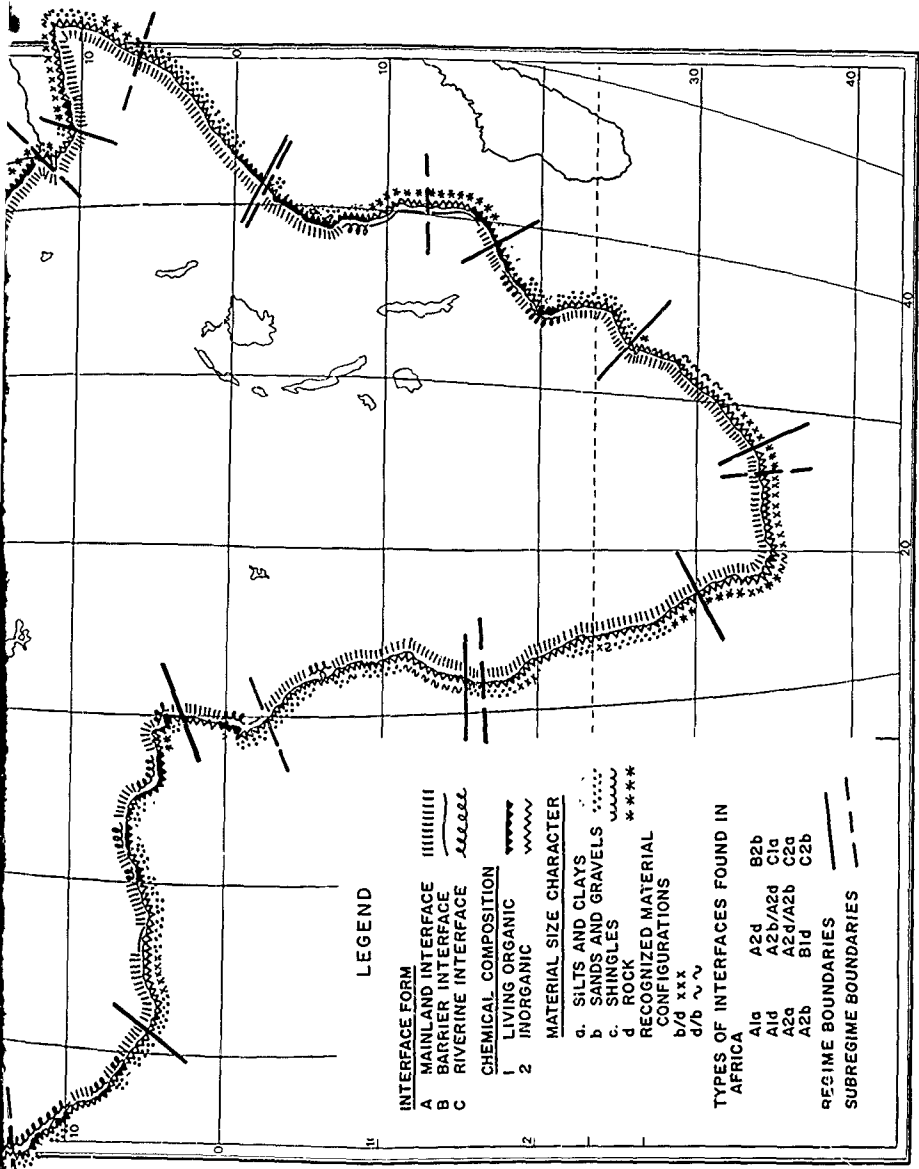 10
0
10
30
40
40
20
10
0
LEGEND
INTERFACE FORM
A MAINLAND INTERFACE
B BARRIER INTERFACE
C RIVERINE INTERFACE
CHEMICAL COMPOSITION
1 LIVING ORGANIC
2 INORGANIC
MATERIAL SIZE CHARACTER
a. SILTS AND CLAYS
b SANDS AND GRAVELS
c. SHINGLES
d ROCK
RECOGNIZED MATERIAL
CONFIGURATIONS
b/d xxx
d/b ~ ~
TYPES OF INTERFACES FOUND IN
AFRICA
A1a A2d B2b
A1d A2b/A2d C1a
A2a A2d/A2b C2a
A2b B1d C2b
REGIME BOUNDARIES
SUBREGIME BOUNDARIES